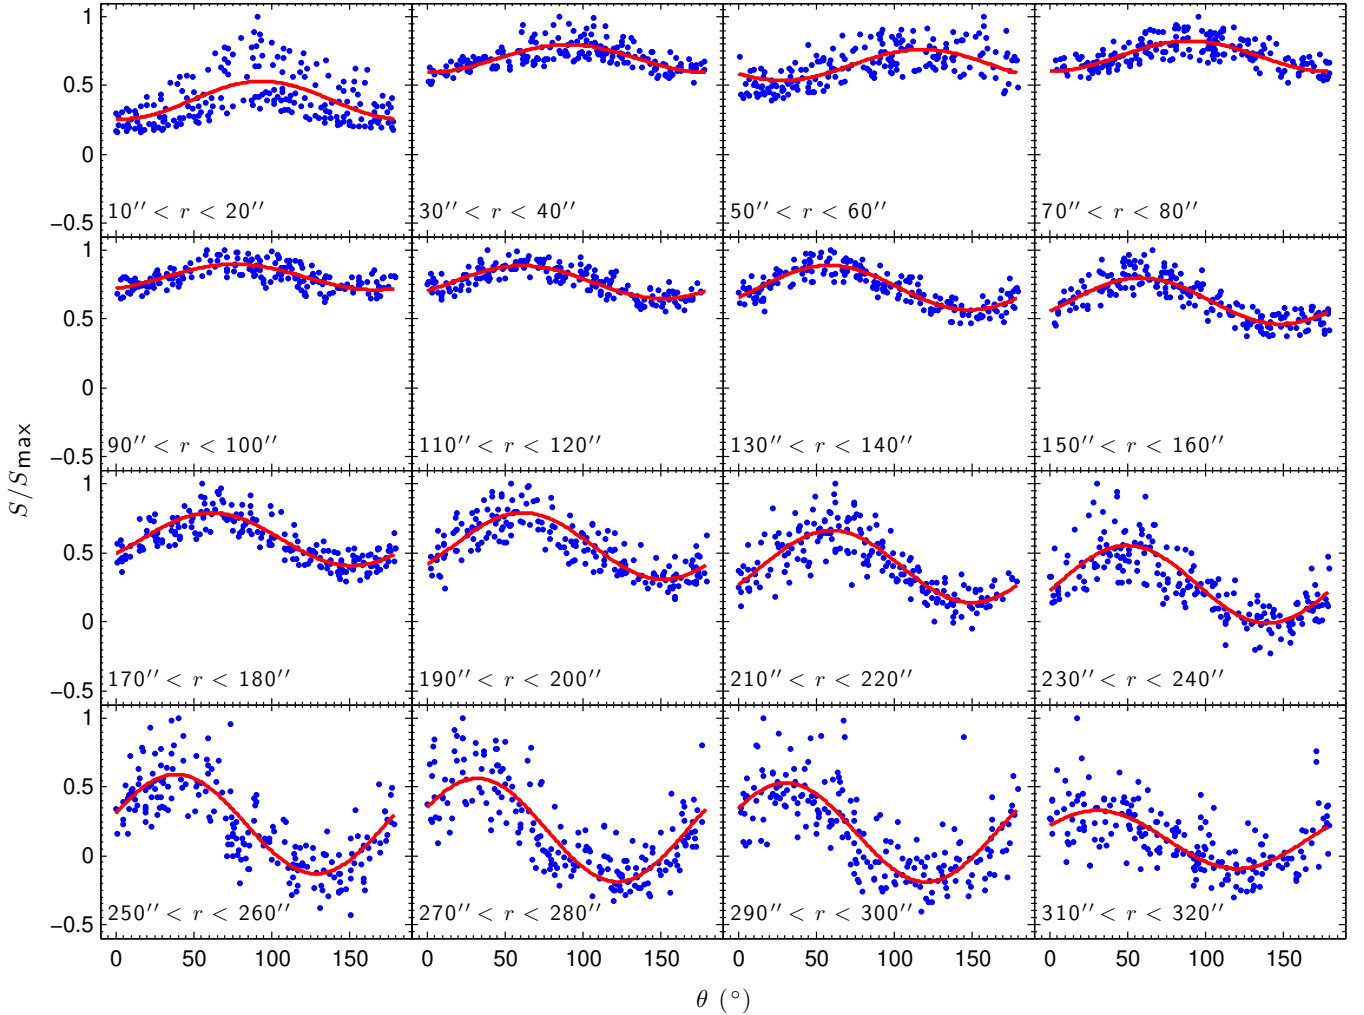 1
0.5
0
−0.5
10″ < r < 20″
30″ < r < 40″
50″ < r < 60″
70″ < r < 80″
1
0.5
0
−0.5
90″ < r < 100″
110″ < r < 120″
130″ < r < 140″
150″ < r < 160″
S/Smax
1
0.5
0
−0.5
170″ < r < 180″
190″ < r < 200″
210″ < r < 220″
230″ < r < 240″
1
0.5
0
−0.5
250″ < r < 260″
270″ < r < 280″
290″ < r < 300″
310″ < r < 320″
0 50 100 150 0 50 100 150 0 50 100 150 0 50 100 150
θ (°)